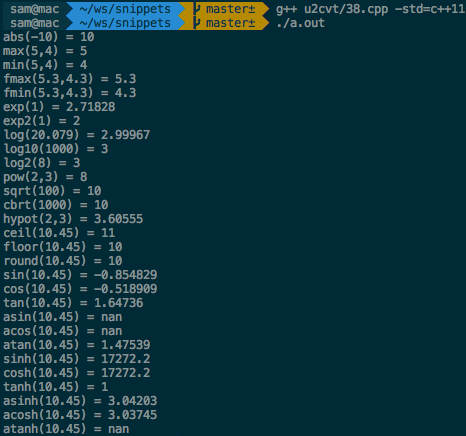 sam@mac ~/ws/snippets master± g++ u2cvt/38.cpp -std=c++11
sam@mac ~/ws/snippets master± ./a.out
abs(-10) = 10
max(5,4) = 5
min(5,4) = 4
fmax(5.3,4.3) = 5.3
fmin(5.3,4.3) = 4.3
exp(1) = 2.71828
exp2(1) = 2
log(20.079) = 2.99967
log10(1000) = 3
log2(8) = 3
pow(2,3) = 8
sqrt(100) = 10
cbrt(1000) = 10
hypot(2,3) = 3.60555
ceil(10.45) = 11
floor(10.45) = 10
round(10.45) = 10
sin(10.45) = -0.854829
cos(10.45) = -0.518909
tan(10.45) = 1.64736
asin(10.45) = nan
acos(10.45) = nan
atan(10.45) = 1.47539
sinh(10.45) = 17272.2
cosh(10.45) = 17272.2
tanh(10.45) = 1
asinh(10.45) = 3.04203
acosh(10.45) = 3.03745
atanh(10.45) = nan